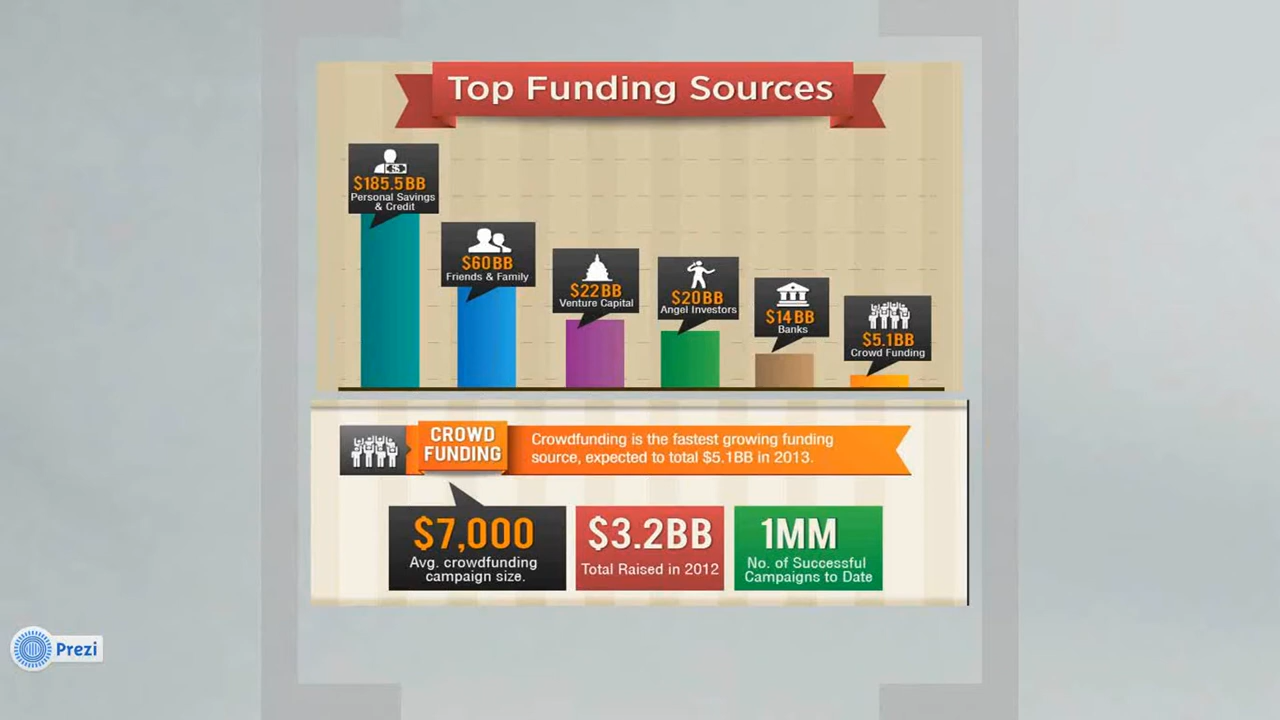 Top Funding Sources
$185.5BB
Personal Savings
& Credit
$60BB
Friends & Family
$22BB
Venture Capital
$20BB
Angel Investors
$14BB
Banks
$5.1BB
Crowd Funding
CROWD
FUNDING
Crowdfunding is the fastest growing funding
source, expected to total $5.1BB in 2013.
$7,000
Avg. crowdfunding
campaign size.
$3.2BB
Total Raised in 2012
1MM
No. of Successful
Campaigns to Date
Prezi